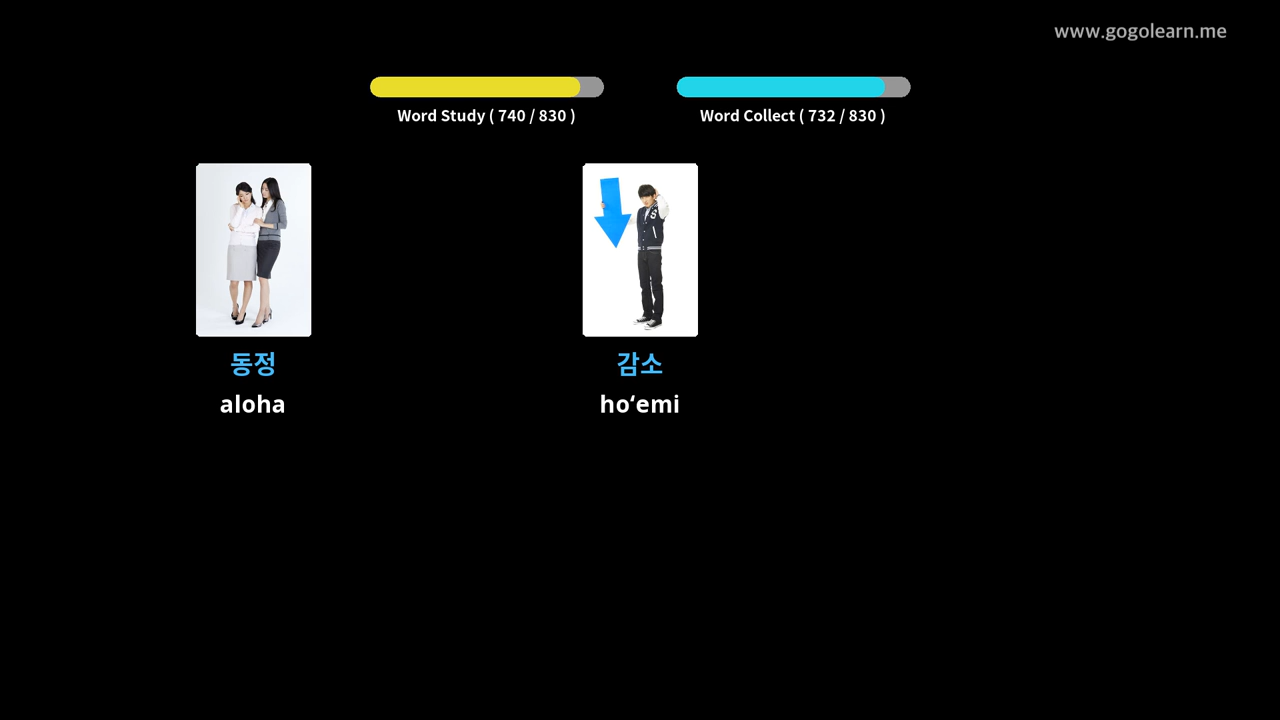 www.gogolearn.me
Word Study ( 740 / 830 )
Word Collect ( 732 / 830 )
동정
aloha
감소
hoʻemi